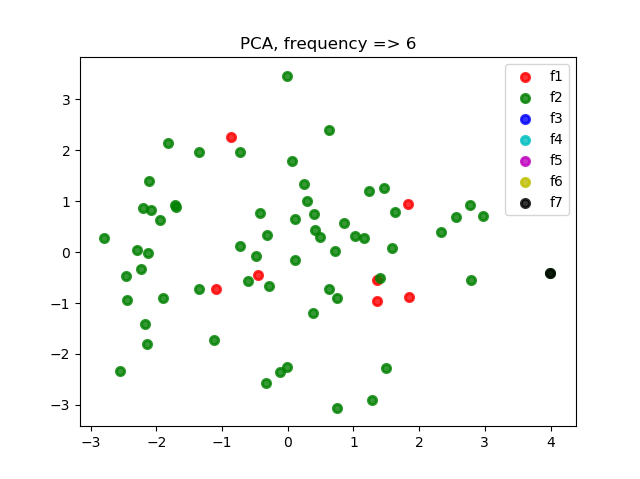 PCA, frequency => 6
f1
f2
f3
f4
f5
f6
f7
3
2
1
0
−1
−2
−3
−3
−2
−1
0
1
2
3
4